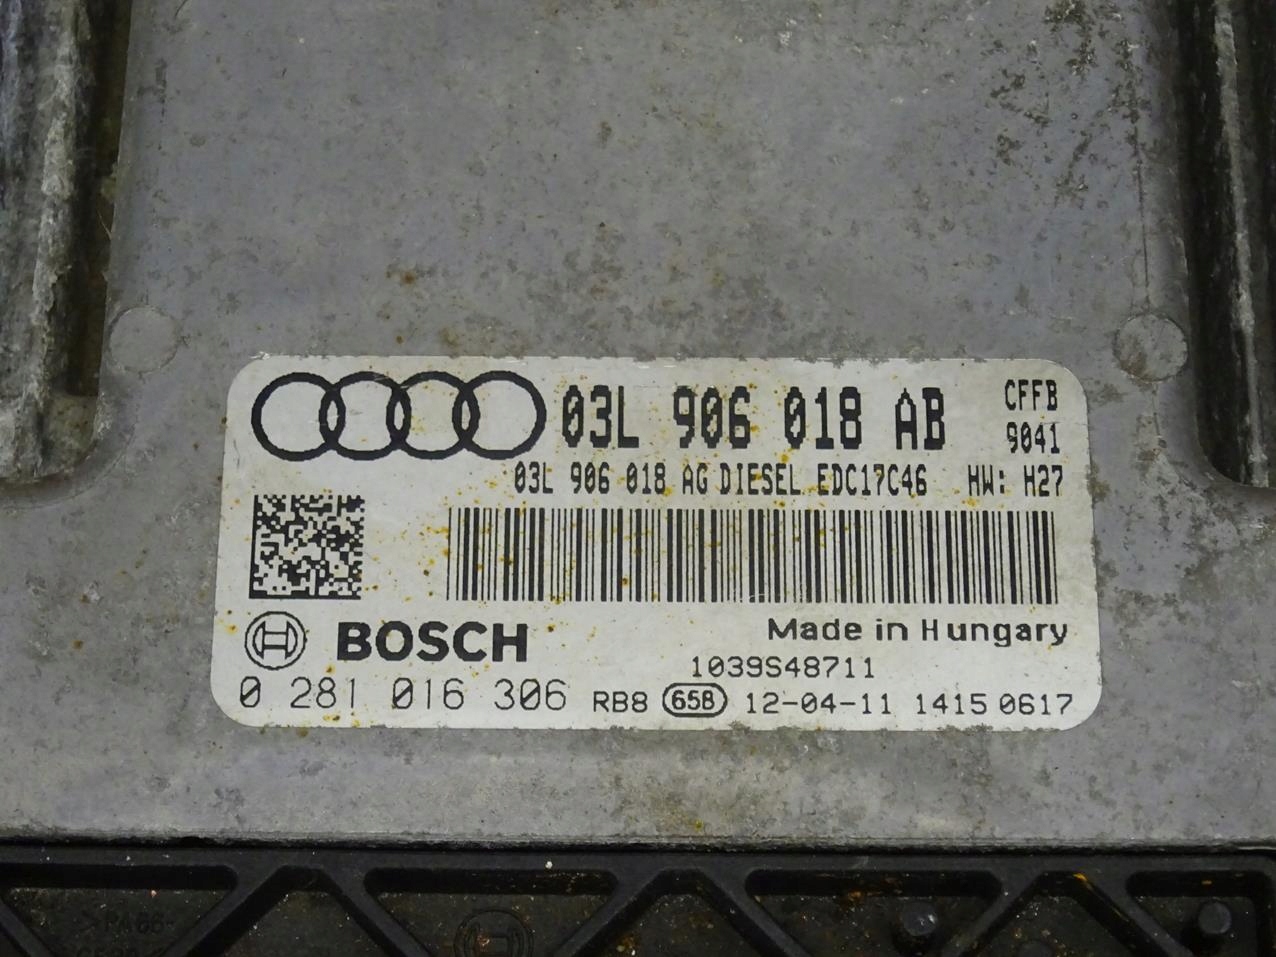 03L 906 018 AB CFFB
9041
03L 906 018 AG DIESEL EDC17C46 HW: H27
BOSCH Made in Hungary
1039S48711
0 281 016 306 RB8 65B 12-04-11 1415 0617
>PA66-